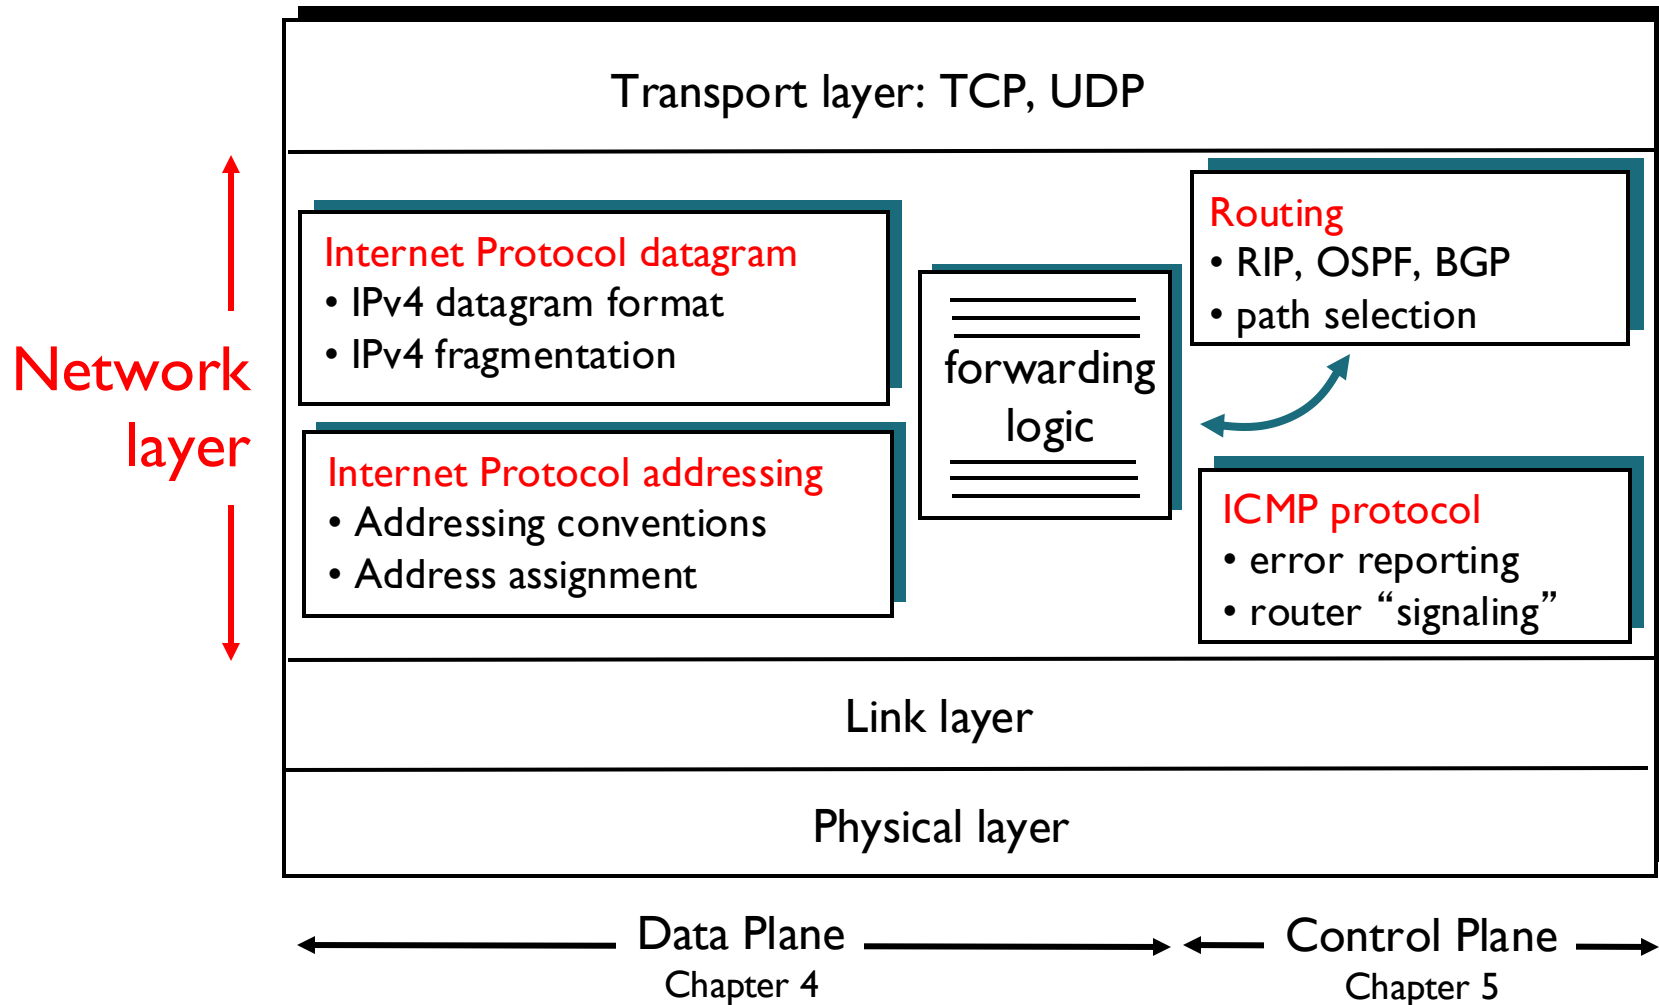 Transport layer: TCP, UDP
Network
layer
Internet Protocol datagram
• IPv4 datagram format
• IPv4 fragmentation
Internet Protocol addressing
• Addressing conventions
• Address assignment
forwarding
logic
Routing
• RIP, OSPF, BGP
• path selection
ICMP protocol
• error reporting
• router “signaling”
Link layer
Physical layer
Data Plane
Chapter 4
Control Plane
Chapter 5